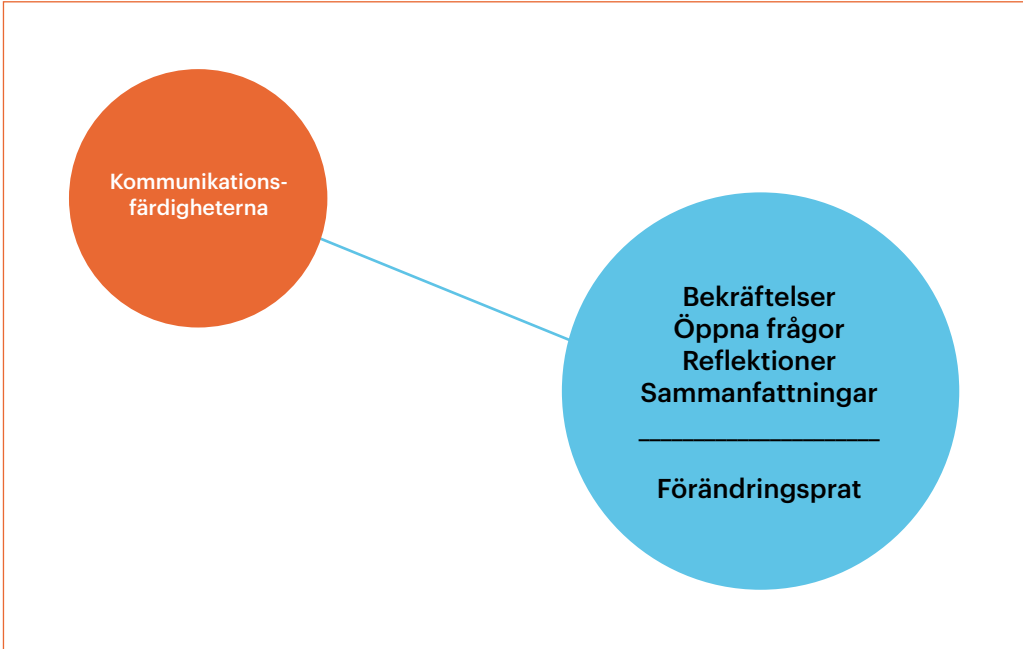 Kommunikations-
färdigheterna
Bekräftelser
Öppna frågor
Reflektioner
Sammanfattningar
Förändringsprat